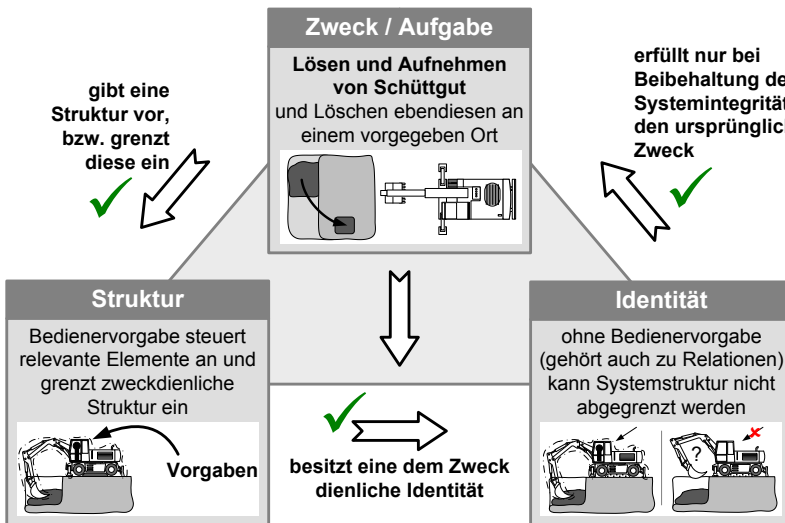 Zweck / Aufgabe
Lösen und Aufnehmen
von Schüttgut
und Löschen ebendiesen an
einem vorgegeben Ort
gibt eine
Struktur vor,
bzw. grenzt
diese ein
erfüllt nur bei
Beibehaltung de
Systemintegrität
den ursprünglich
Zweck
Struktur
Bedienervorgabe steuert
relevante Elemente an und
grenzt zweckdienliche
Struktur ein
Vorgaben
besitzt eine dem Zweck
dienliche Identität
Identität
ohne Bedienervorgabe
(gehört auch zu Relationen)
kann Systemstruktur nicht
abgegrenzt werden
?